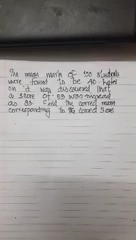 The mean mark of 100 students
were found to be 40. Later
on it was discovered that
a score of 53 was misread
as 83. Find the correct mean
corresponding to the correct score